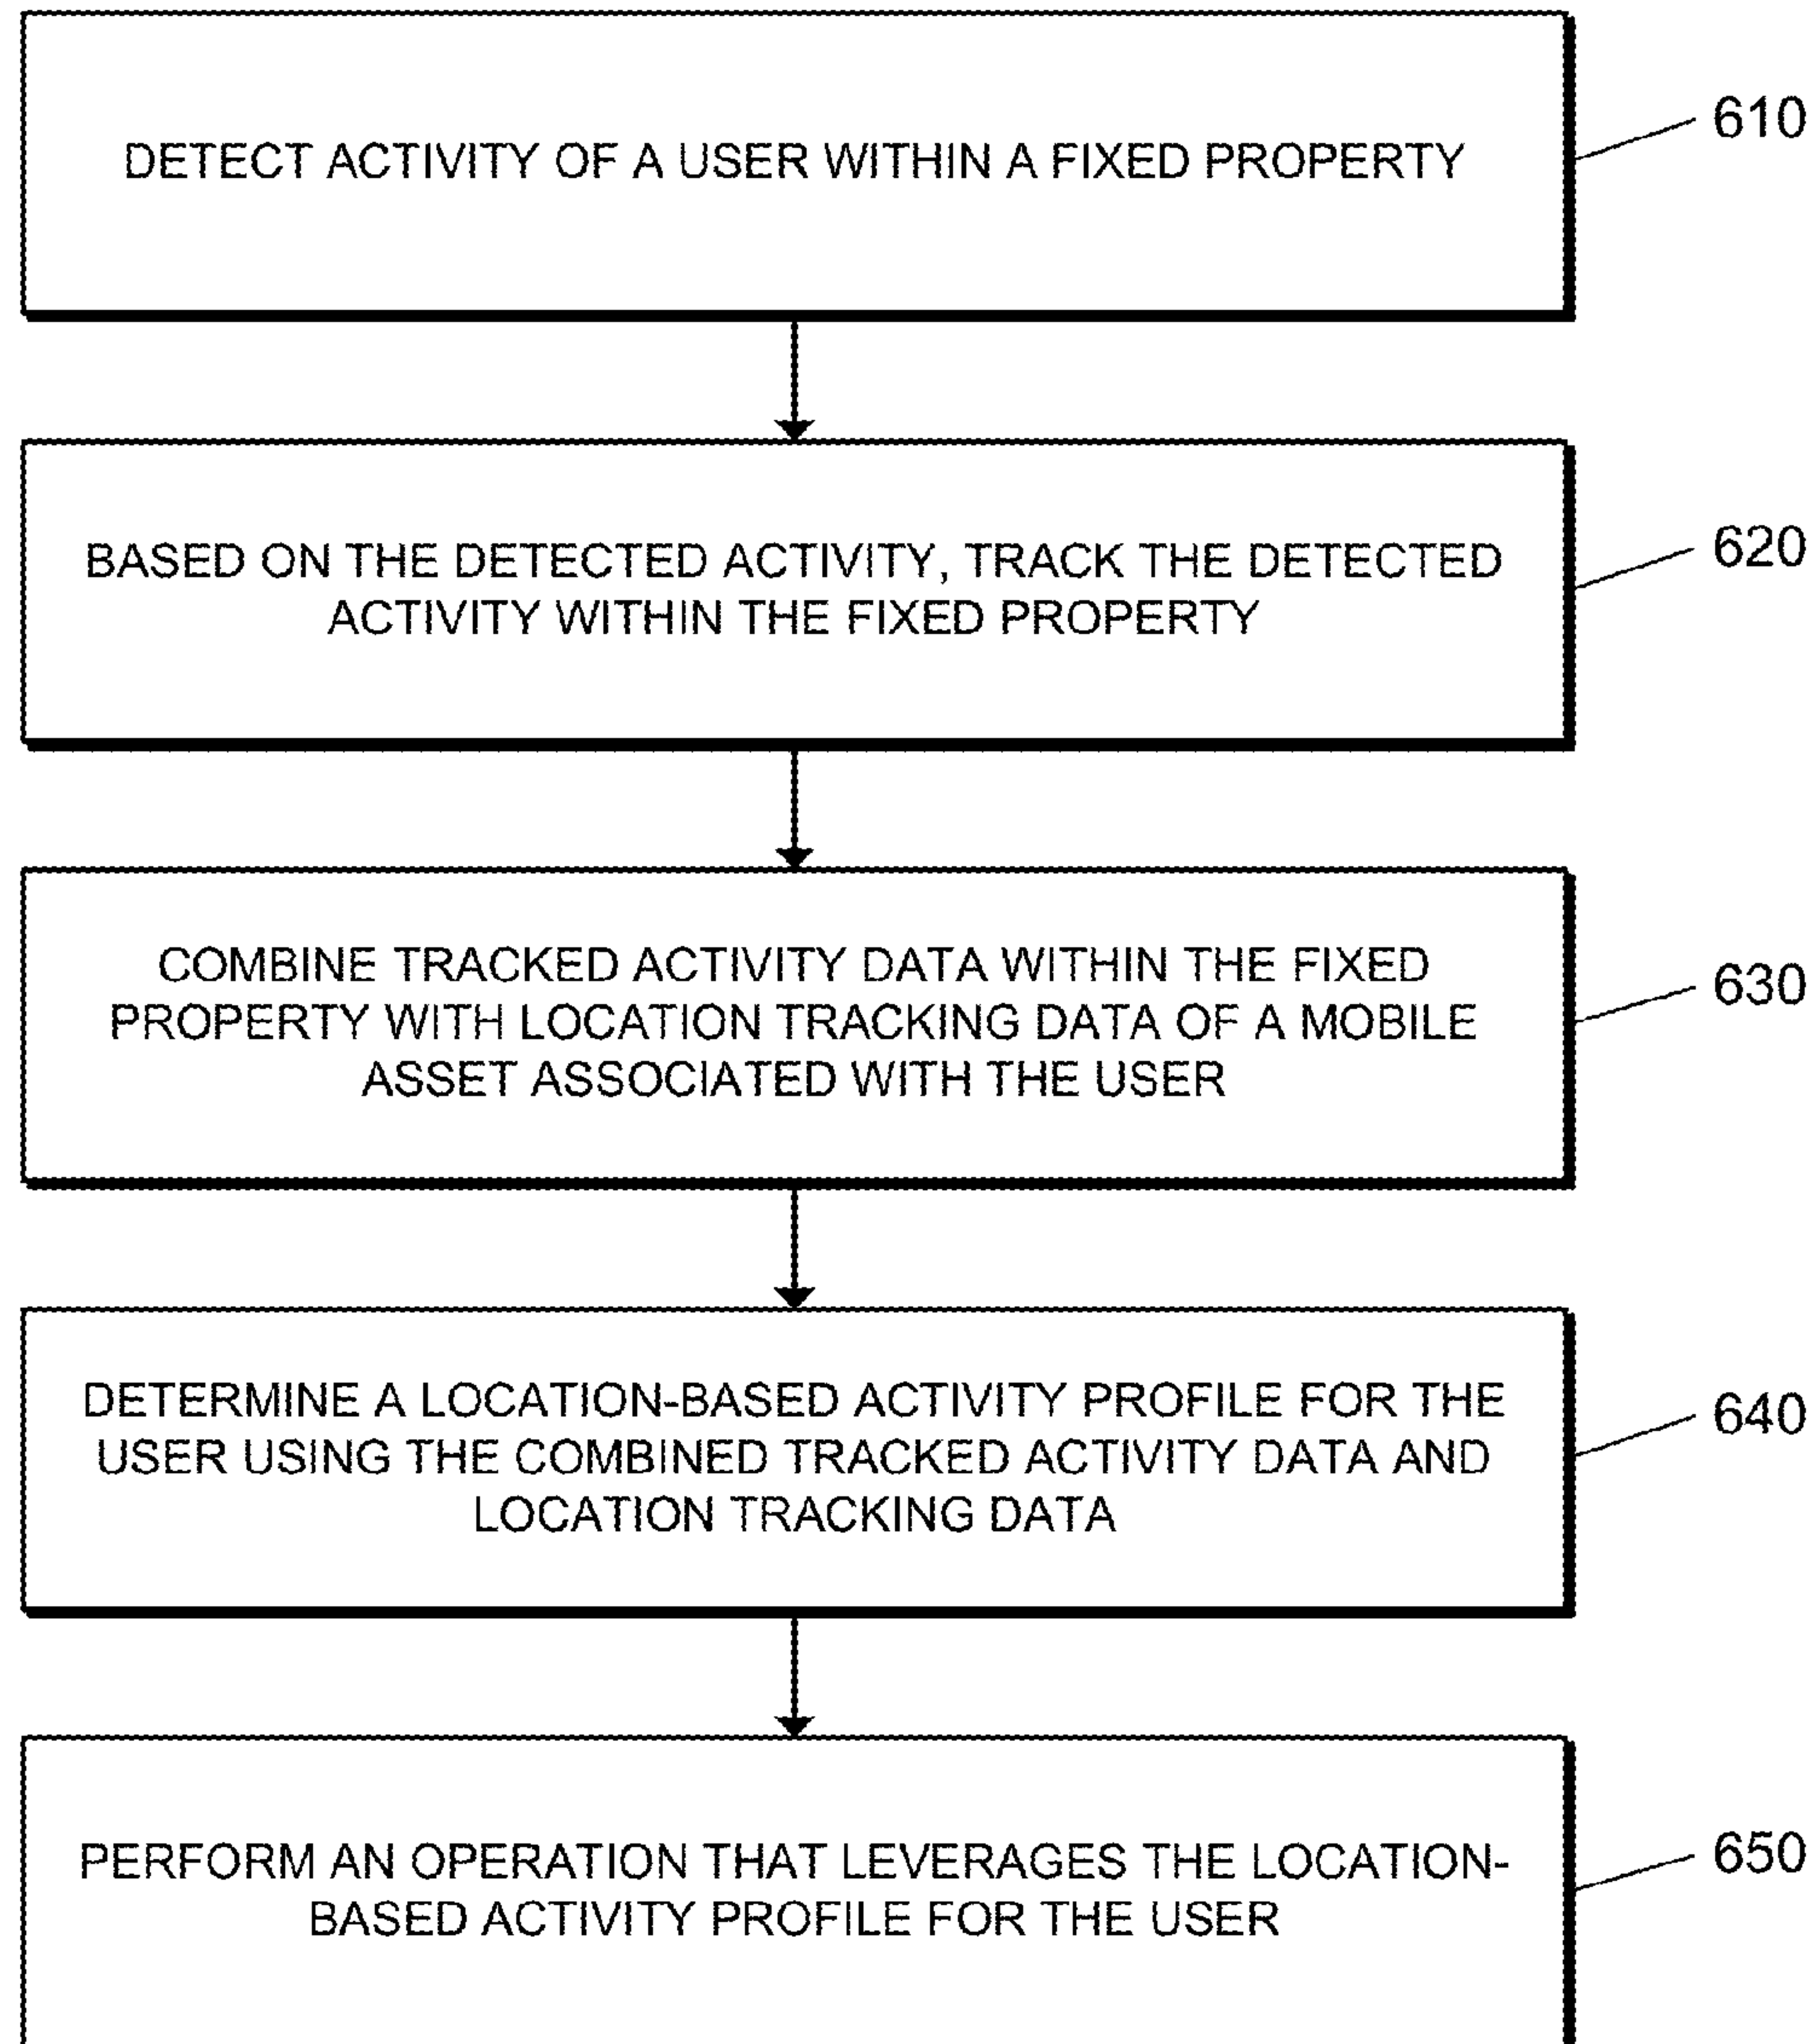 DETECT ACTIVITY OF A USER WITHIN A FIXED PROPERTY
610
BASED ON THE DETECTED ACTIVITY, TRACK THE DETECTED
ACTIVITY WITHIN THE FIXED PROPERTY
620
COMBINE TRACKED ACTIVITY DATA WITHIN THE FIXED
PROPERTY WITH LOCATION TRACKING DATA OF A MOBILE
ASSET ASSOCIATED WITH THE USER
630
DETERMINE A LOCATION-BASED ACTIVITY PROFILE FOR THE
USER USING THE COMBINED TRACKED ACTIVITY DATA AND
LOCATION TRACKING DATA
640
PERFORM AN OPERATION THAT LEVERAGES THE LOCATION-
BASED ACTIVITY PROFILE FOR THE USER
650